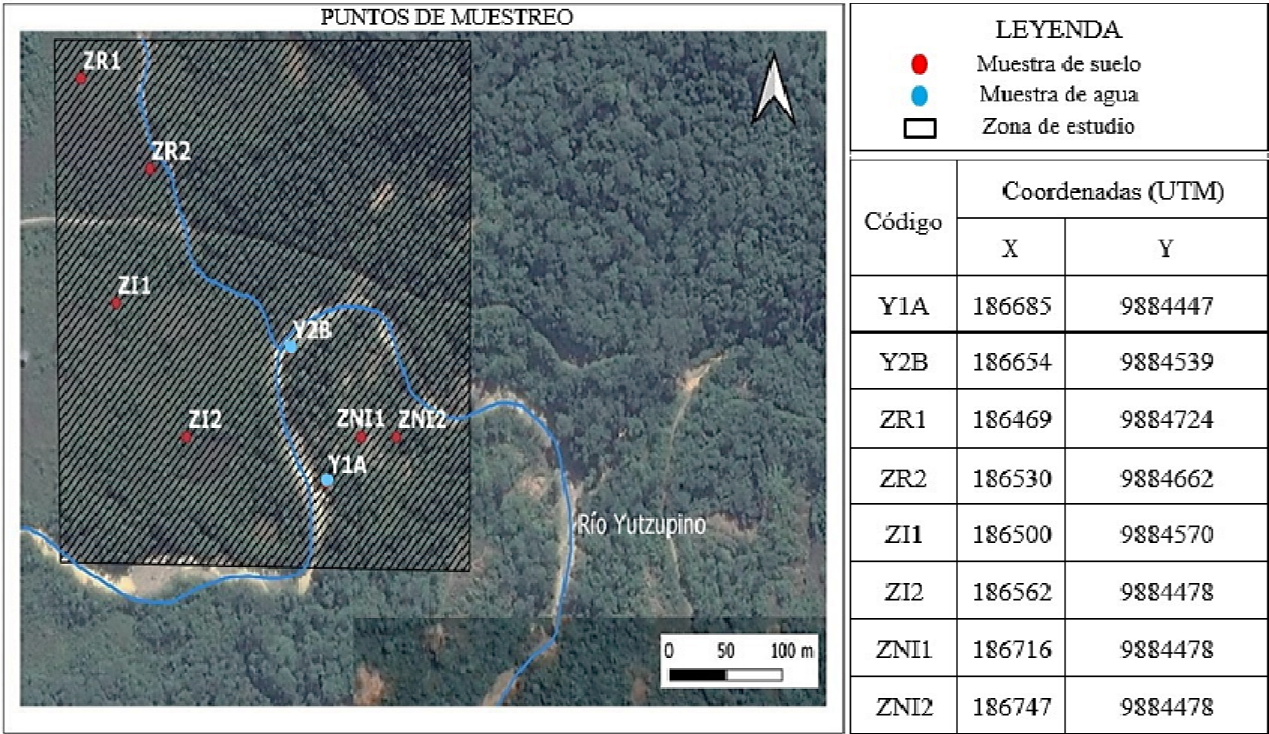 PUNTOS DE MUESTREO
ZR1
ZR2
ZI1
Y2B
ZI2
ZNI1 ZNI2
Y1A
Río Yutzupino
0 50 100 m
LEYENDA
Muestra de suelo
Muestra de agua
Zona de estudio
Código Coordenadas (UTM)
X Y
Y1A 186685 9884447
Y2B 186654 9884539
ZR1 186469 9884724
ZR2 186530 9884662
ZI1 186500 9884570
ZI2 186562 9884478
ZNI1 186716 9884478
ZNI2 186747 9884478